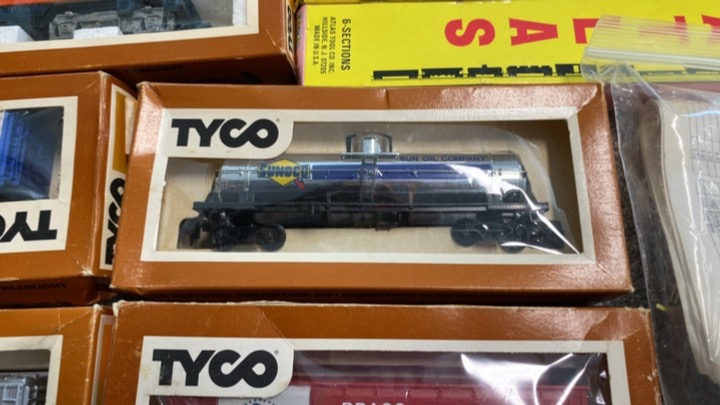 6-SECTIONS
ATLAS TOOL CO. INC.
HILLSIDE, N. J. 07205
MADE IN U.S.A.
TYCO
SUNOCO
SUN OIL COMPANY
TYCO
TYCO